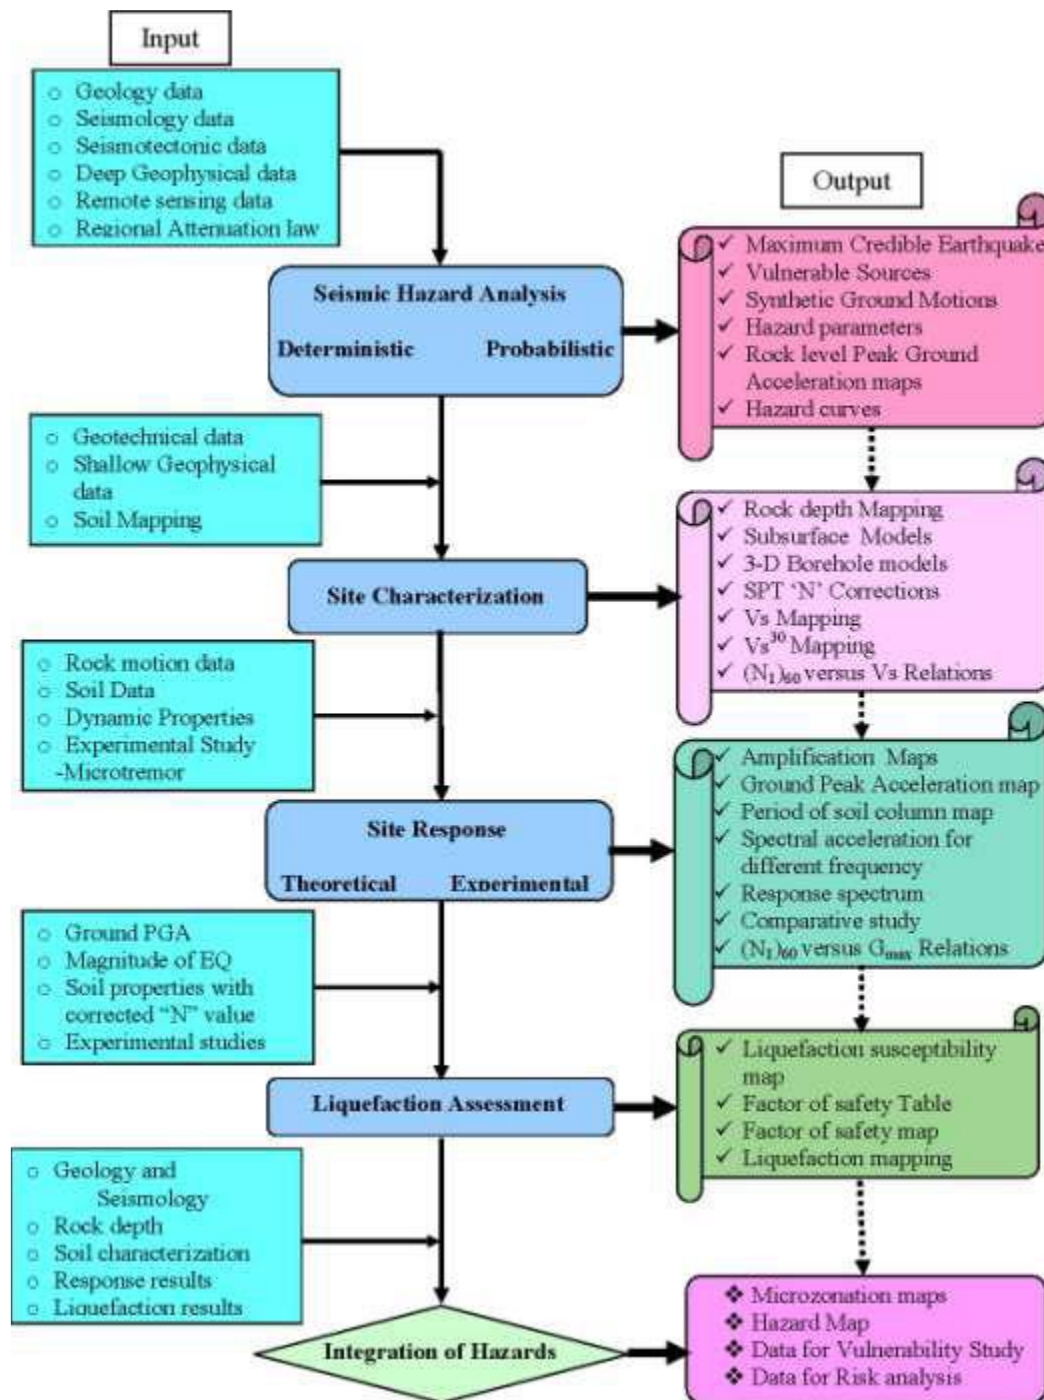 Input
○ Geology data
○ Seismology data
○ Seismotectonic data
○ Deep Geophysical data
○ Remote sensing data
○ Regional Attenuation law
Output
Seismic Hazard Analysis
Deterministic Probabilistic
✓ Maximum Credible Earthquake
✓ Vulnerable Sources
✓ Synthetic Ground Motions
✓ Hazard parameters
✓ Rock level Peak Ground
Acceleration maps
✓ Hazard curves
○ Geotechnical data
○ Shallow Geophysical
data
○ Soil Mapping
Site Characterization
✓ Rock depth Mapping
✓ Subsurface Models
✓ 3-D Borehole models
✓ SPT ‘N’ Corrections
✓ Vs Mapping
✓ Vs³⁰ Mapping
✓ (N₁)₆₀ versus Vs Relations
○ Rock motion data
○ Soil Data
○ Dynamic Properties
○ Experimental Study
-Microtremor
Site Response
Theoretical Experimental
✓ Amplification Maps
✓ Ground Peak Acceleration map
✓ Period of soil column map
✓ Spectral acceleration for
different frequency
✓ Response spectrum
✓ Comparative study
✓ (N₁)₆₀ versus Gmax Relations
○ Ground PGA
○ Magnitude of EQ
○ Soil properties with
corrected “N” value
○ Experimental studies
Liquefaction Assessment
✓ Liquefaction susceptibility
map
✓ Factor of safety Table
✓ Factor of safety map
✓ Liquefaction mapping
○ Geology and
Seismology
○ Rock depth
○ Soil characterization
○ Response results
○ Liquefaction results
Integration of Hazards
❖ Microzonation maps
❖ Hazard Map
❖ Data for Vulnerability Study
❖ Data for Risk analysis